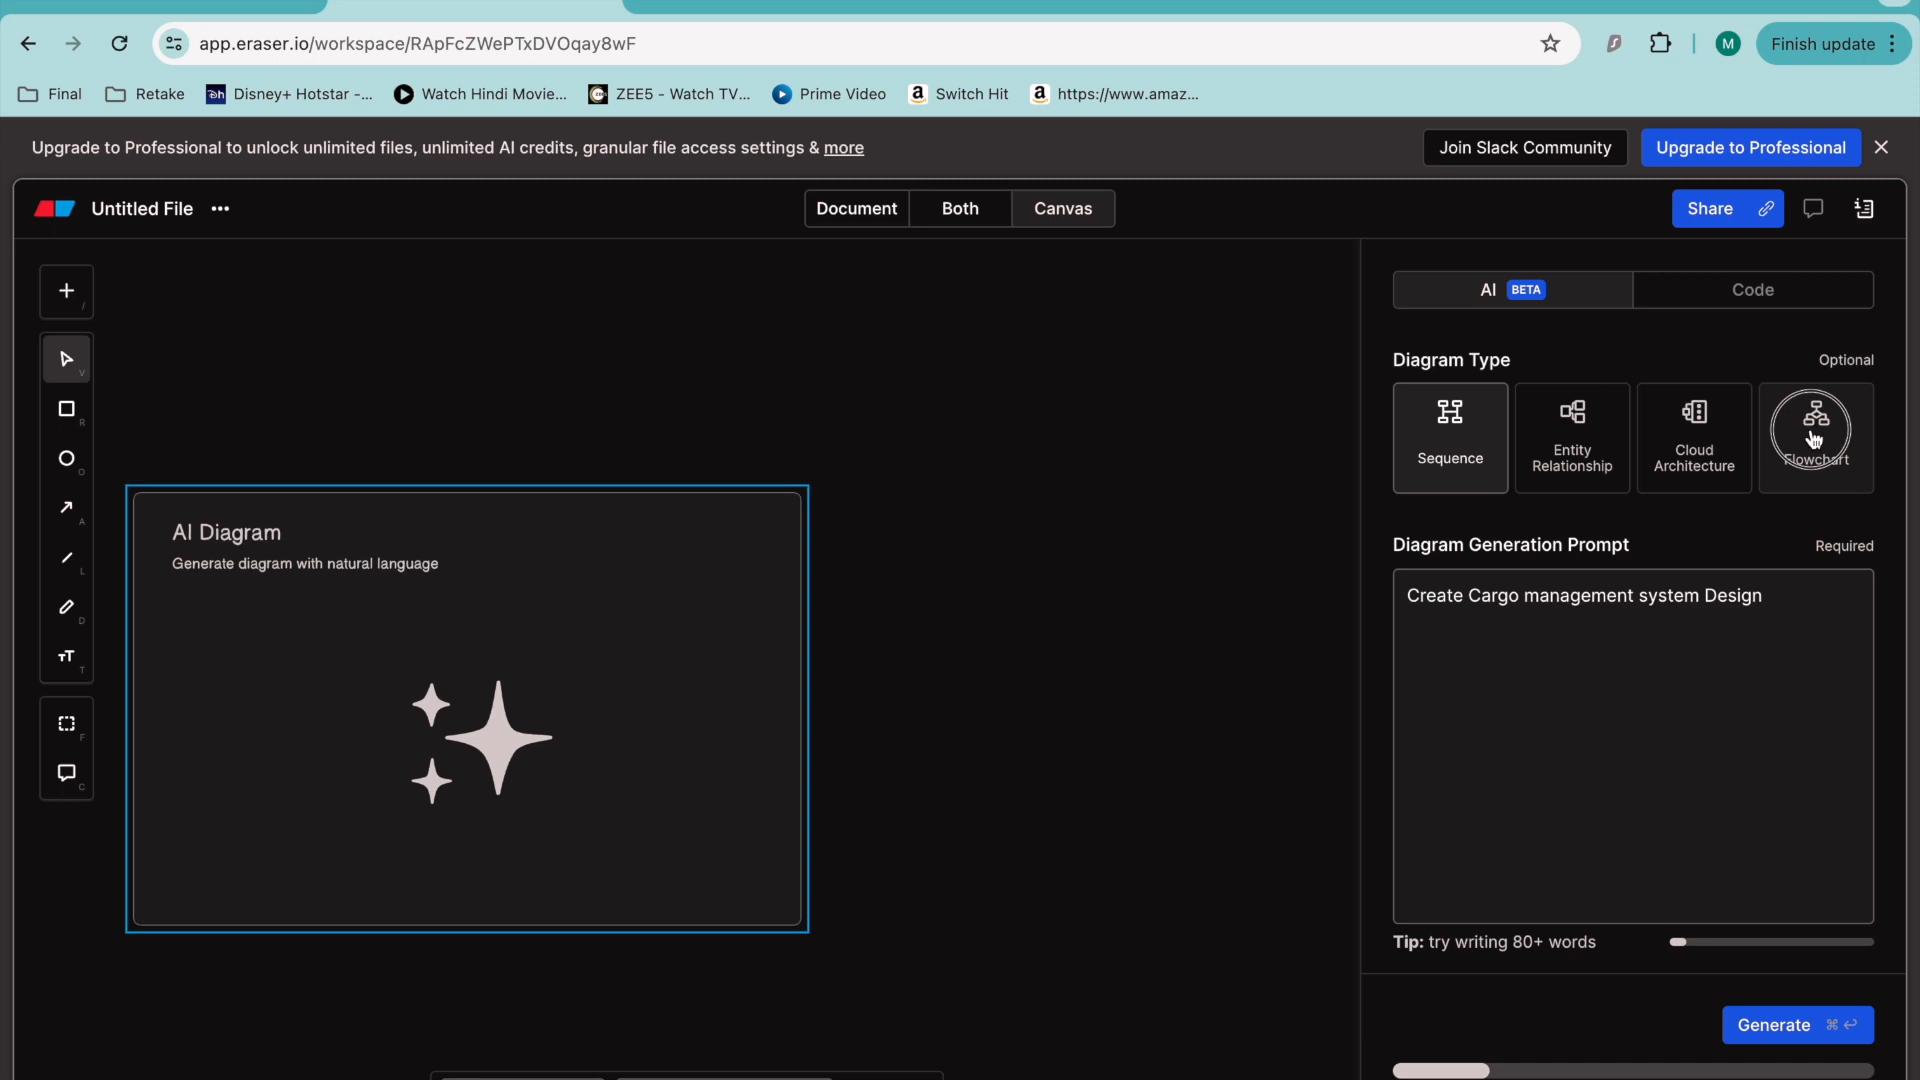 app.eraser.io/workspace/RApFcZWePTxDVOqay8wF
M
Finish update
Final
Retake
Disney+ Hotstar -...
Watch Hindi Movie...
ZEE5 - Watch TV...
Prime Video
Switch Hit
https://www.amaz...
Upgrade to Professional to unlock unlimited files, unlimited AI credits, granular file access settings & more
Join Slack Community
Upgrade to Professional
Untitled File
Document
Both
Canvas
Share
AI BETA
Code
Diagram Type
Optional
Sequence
Entity
Relationship
Cloud
Architecture
Flowchart
Diagram Generation Prompt
Required
Create Cargo management system Design
AI Diagram
Generate diagram with natural language
/
V
R
O
A
L
D
T
F
C
Tip: try writing 80+ words
Generate ⌘ ↩